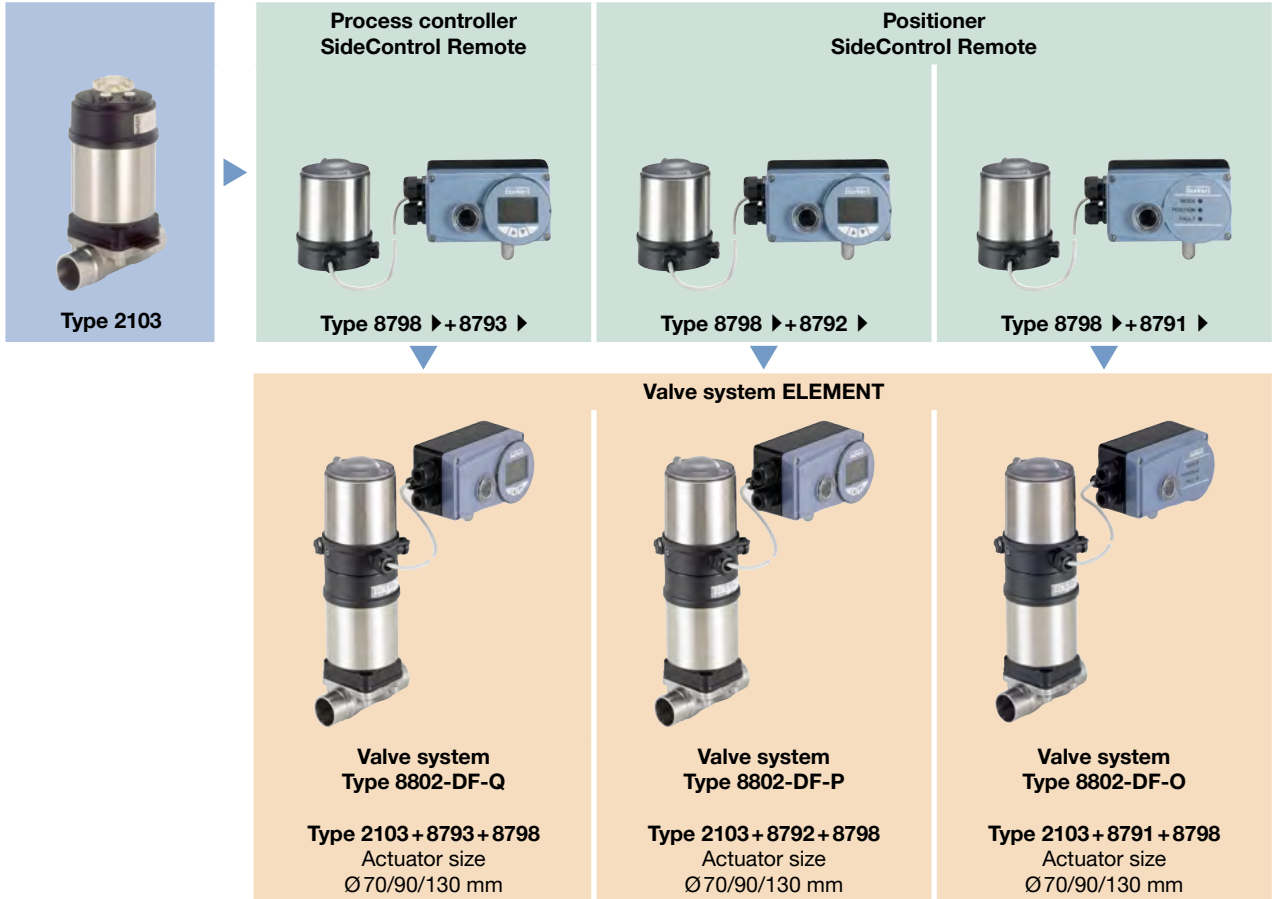 Process controller
SideControl Remote
Positioner
SideControl Remote
MODE
POSITION
FAULT
Type 2103
Type 8798 ▶+8793 ▶
Type 8798 ▶+8792 ▶
Type 8798 ▶+8791 ▶
Valve system ELEMENT
Valve system
Type 8802-DF-Q
Type 2103+8793+8798
Actuator size
Ø70/90/130 mm
Valve system
Type 8802-DF-P
Type 2103+8792+8798
Actuator size
Ø70/90/130 mm
Valve system
Type 8802-DF-O
Type 2103+8791+8798
Actuator size
Ø70/90/130 mm